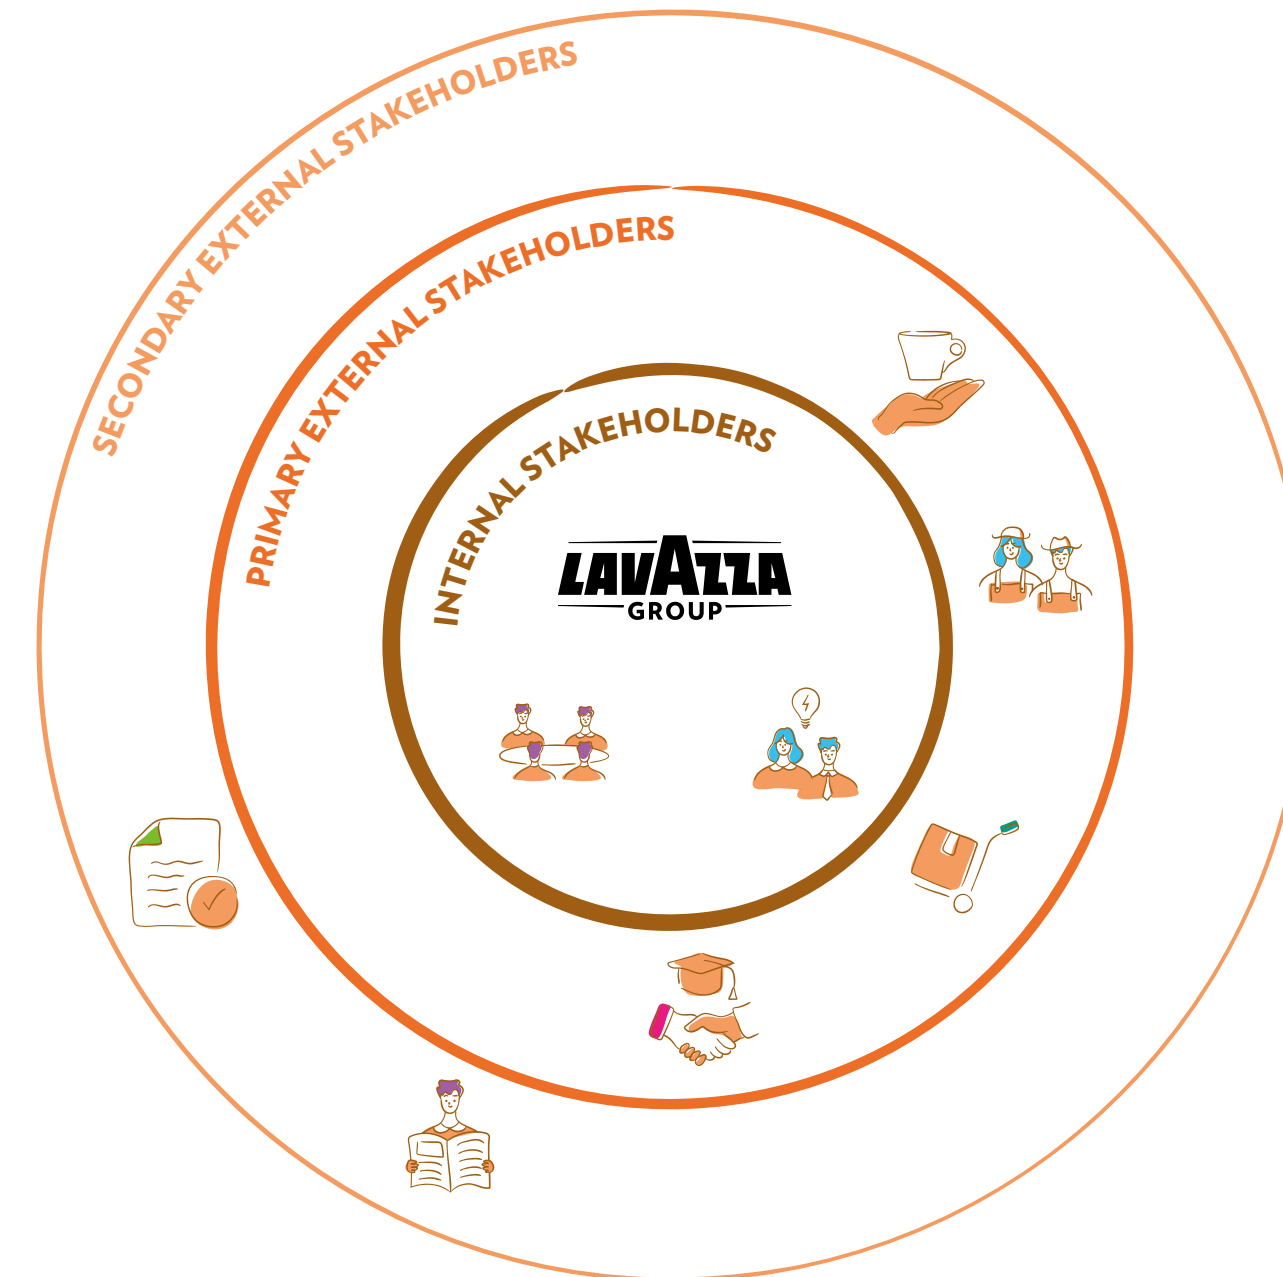 SECONDARY EXTERNAL STAKEHOLDERS
PRIMARY EXTERNAL STAKEHOLDERS
INTERNAL STAKEHOLDERS
LAVAZZA
GROUP